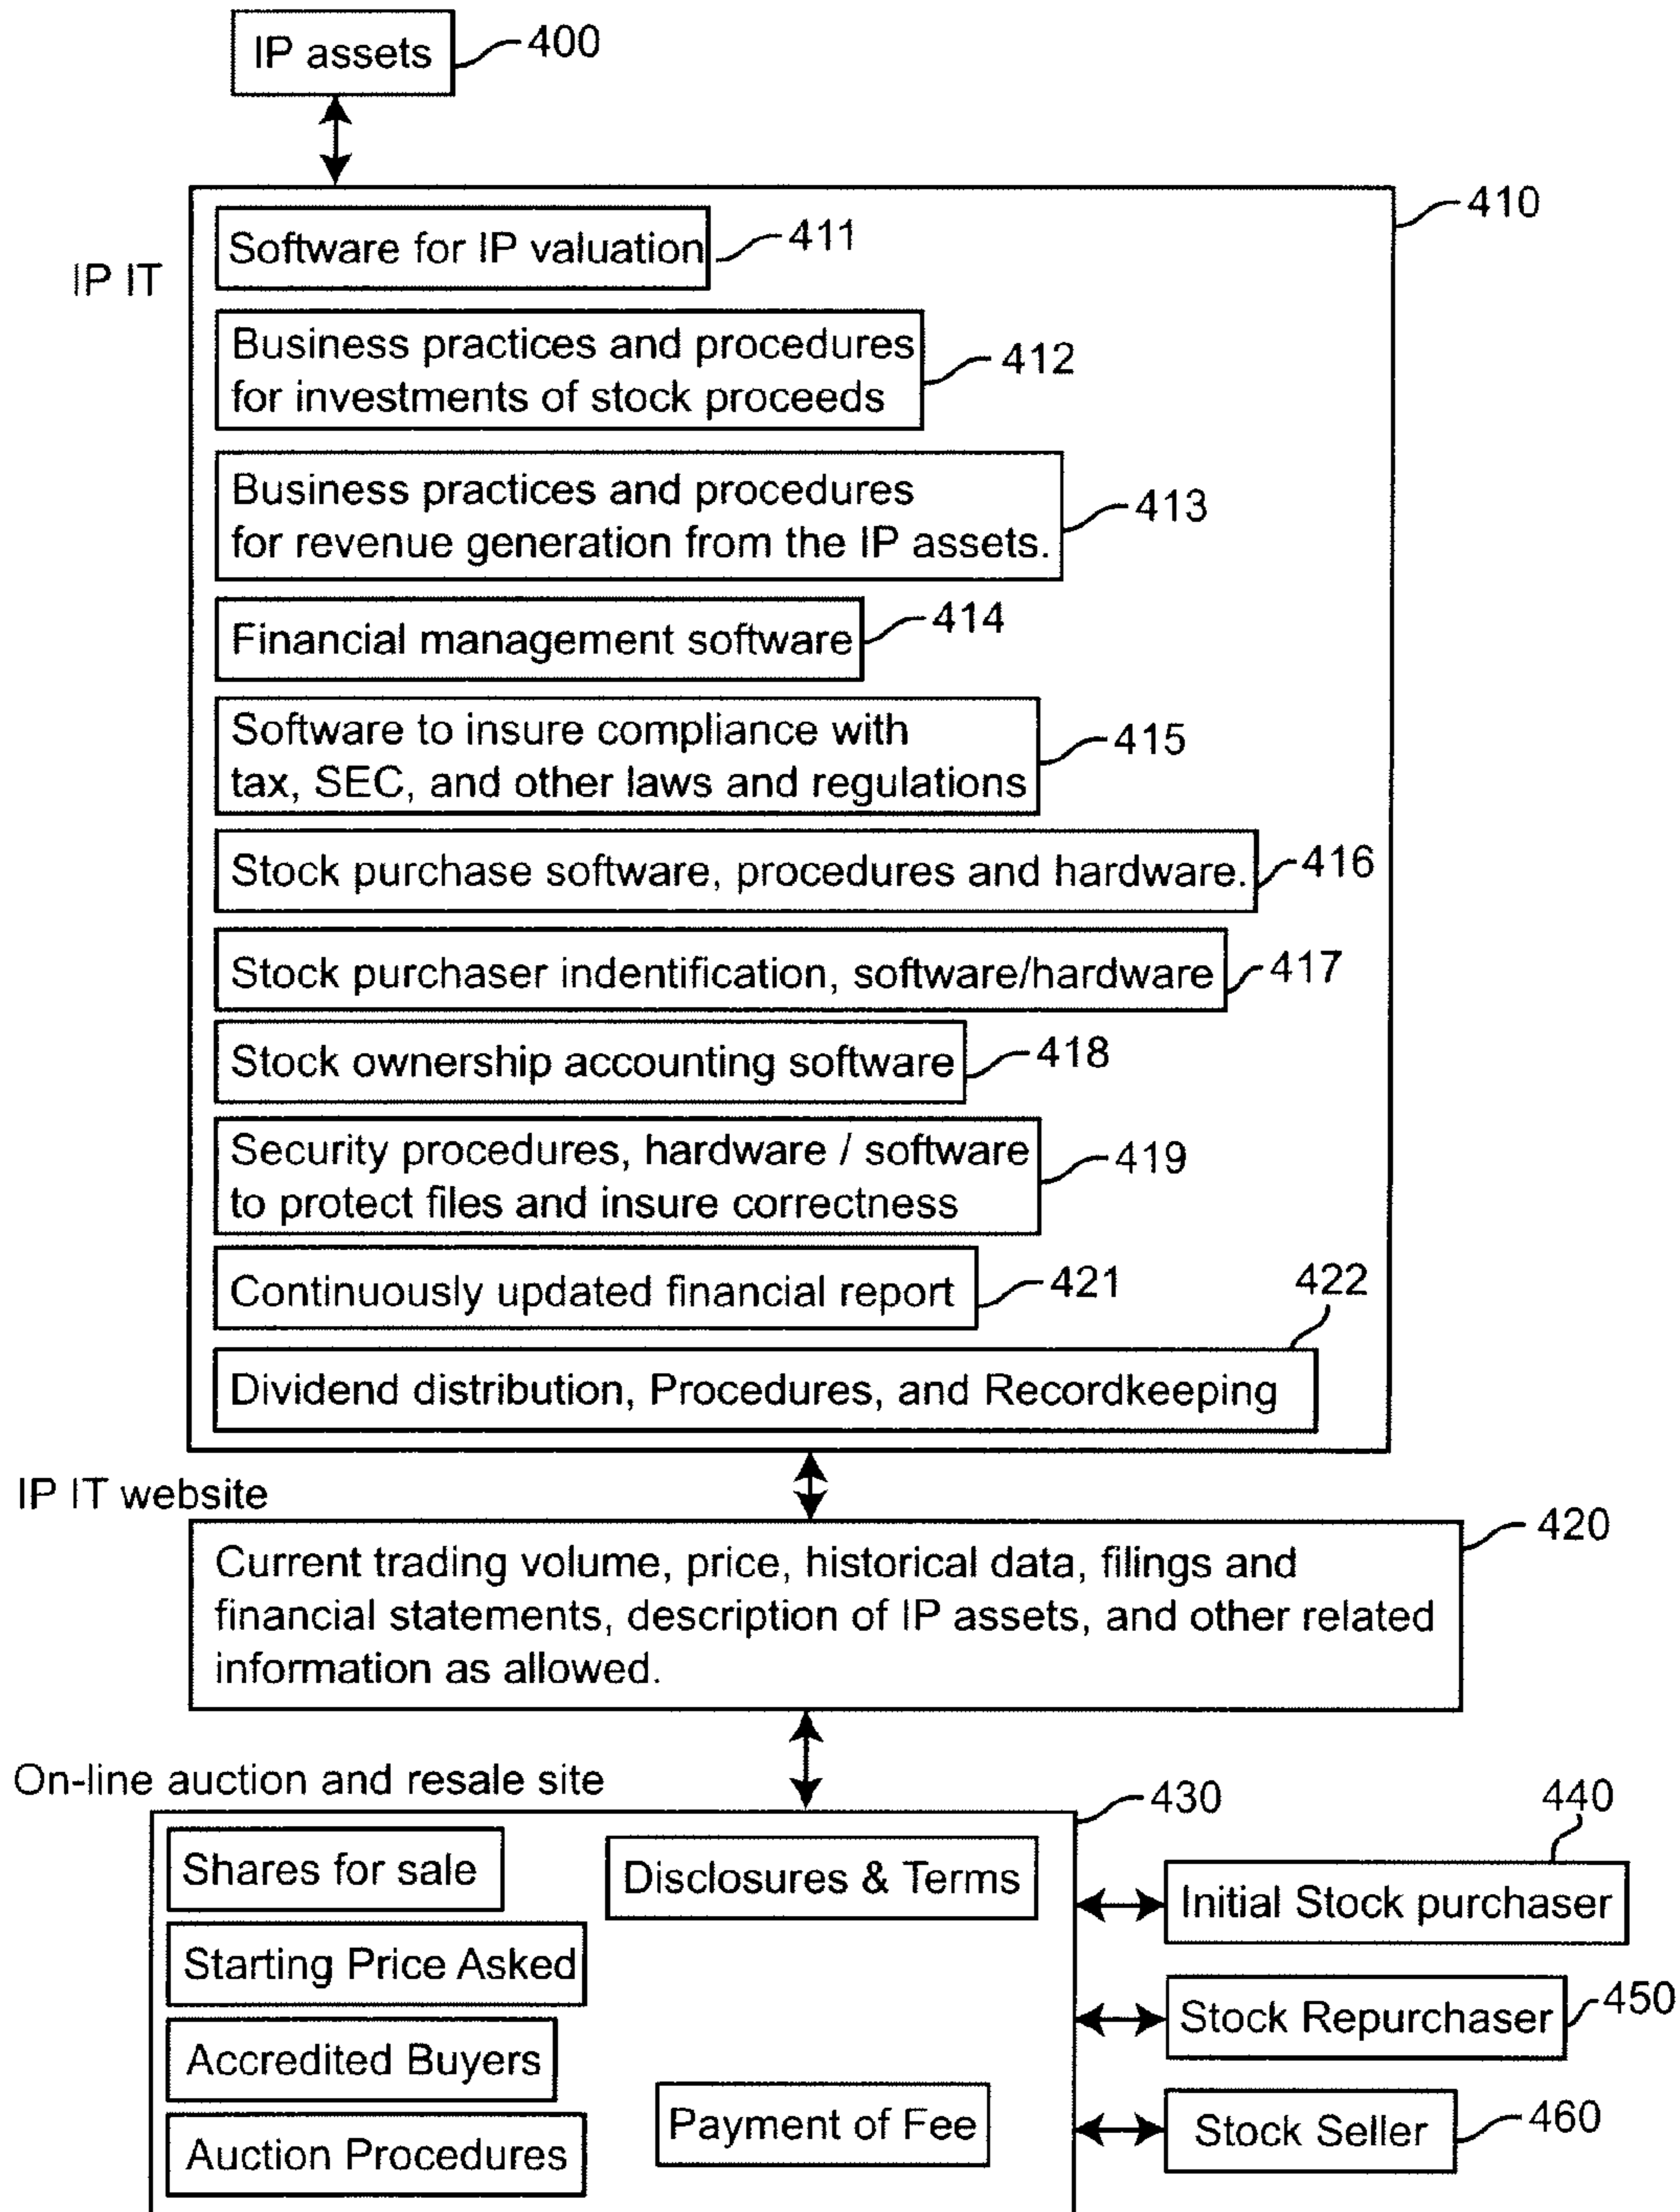 IP assets
400
410
IP IT
Software for IP valuation
411
Business practices and procedures
for investments of stock proceeds
412
Business practices and procedures
for revenue generation from the IP assets.
413
Financial management software
414
Software to insure compliance with
tax, SEC, and other laws and regulations
415
Stock purchase software, procedures and hardware.
416
Stock purchaser indentification, software/hardware
417
Stock ownership accounting software
418
Security procedures, hardware / software
to protect files and insure correctness
419
Continuously updated financial report
421
422
Dividend distribution, Procedures, and Recordkeeping
IP IT website
420
Current trading volume, price, historical data, filings and
financial statements, description of IP assets, and other related
information as allowed.
On-line auction and resale site
430
440
Shares for sale
Disclosures & Terms
Initial Stock purchaser
Starting Price Asked
Stock Repurchaser
450
Accredited Buyers
Payment of Fee
Stock Seller
460
Auction Procedures